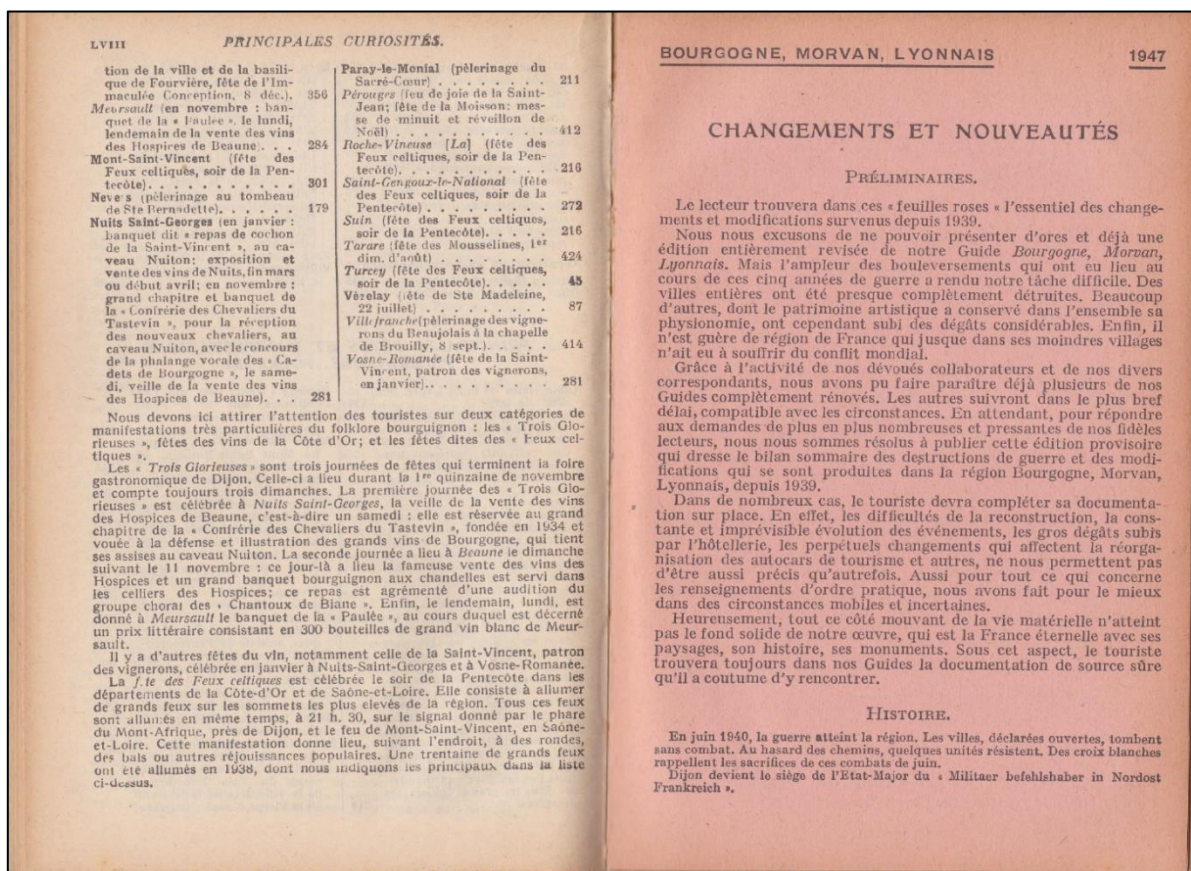 LVIII PRINCIPALES CURIOSITÉS.
tion de la ville et de la basili-
que de Fourvière, fête de l'Im-
maculée Conception, 8 déc.). 356
Meursault (en novembre : ban-
quet de la « Paulée », le lundi,
lendemain de la vente des vins
des Hospices de Beaune). . . 284
Mont-Saint-Vincent (fête des
Feux celtiques, soir de la Pen-
tecôte). . . . . . . . . . . 301
Nevers (pèlerinage au tombeau
de Ste Bernadette). . . . . . 179
Nuits Saint-Georges (en janvier :
banquet dit « repas de cochon
de la Saint-Vincent », au ca-
veau Nuiton; exposition et
vente des vins de Nuits, fin mars
ou début avril; en novembre :
grand chapitre et banquet de
la « Confrérie des Chevaliers du
Tastevin », pour la réception
des nouveaux chevaliers, au
caveau Nuiton, avec le concours
de la phalange vocale des « Ca-
dets de Bourgogne », le same-
di, veille de la vente des vins
des Hospices de Beaune). . . 281
Paray-le-Monial (pèlerinage du
Sacré-Cœur) . . . . . . . . . 211
Pérouges (feu de joie de la Saint-
Jean; fête de la Moisson; mes-
se de minuit et réveillon de
Noël) . . . . . . . . . . . . 412
Roche-Vineuse [La] (fête des
Feux celtiques, soir de la Pen-
tecôte). . . . . . . . . . . 216
Saint-Gengoux-le-National (fête
des Feux celtiques, soir de la
Pentecôte) . . . . . . . . . 272
Suin (fête des Feux celtiques,
soir de la Pentecôte). . . . . 216
Tarare (fête des Mousselines, 1er
dim. d'août) . . . . . . . . 424
Turcey (fête des Feux celtiques,
soir de la Pentecôte). . . . . 45
Vézelay (fête de Ste Madeleine,
22 juillet) . . . . . . . . . 87
Villefranche (pèlerinage des vigne-
rons du Beaujolais à la chapelle
de Brouilly, 8 sept.). . . . . 414
Vosne-Romanée (fête de la Saint-
Vincent, patron des vignerons,
en janvier). . . . . . . . . . 281
Nous devons ici attirer l'attention des touristes sur deux catégories de
manifestations très particulières du folklore bourguignon : les « Trois Glo-
rieuses », fêtes des vins de la Côte d'Or; et les fêtes dites des « Feux cel-
tiques ».
Les « Trois Glorieuses » sont trois journées de fêtes qui terminent la foire
gastronomique de Dijon. Celle-ci a lieu durant la 1re quinzaine de novembre
et compte toujours trois dimanches. La première journée des « Trois Glo-
rieuses » est célébrée à Nuits Saint-Georges, la veille de la vente des vins
des Hospices de Beaune, c'est-à-dire un samedi : elle est réservée au grand
chapitre de la « Confrérie des Chevaliers du Tastevin », fondée en 1934 et
vouée à la défense et illustration des grands vins de Bourgogne, qui tient
ses assises au caveau Nuiton. La seconde journée a lieu à Beaune le dimanche
suivant le 11 novembre : ce jour-là a lieu la fameuse vente des vins des
Hospices et un grand banquet bourguignon aux chandelles est servi dans
les celliers des Hospices; ce repas est agrémenté d'une audition du
groupe choral des « Chantoux de Biane ». Enfin, le lendemain, lundi, est
donné à Meursault le banquet de la « Paulée », au cours duquel est décerné
un prix littéraire consistant en 300 bouteilles de grand vin blanc de Meur-
sault.
Il y a d'autres fêtes du vin, notamment celle de la Saint-Vincent, patron
des vignerons, célébrée en janvier à Nuits-Saint-Georges et à Vosne-Romanée.
La fête des Feux celtiques est célébrée le soir de la Pentecôte dans les
départements de la Côte-d'Or et de Saône-et-Loire. Elle consiste à allumer
de grands feux sur les sommets les plus elevés de la région. Tous ces feux
sont allumés en même temps, à 21 h. 30, sur le signal donné par le phare
du Mont-Afrique, près de Dijon, et le feu de Mont-Saint-Vincent, en Saône-
et-Loire. Cette manifestation donne lieu, suivant l'endroit, à des rondes,
des bals ou autres réjouissances populaires. Une trentaine de grands feux
ont été allumés en 1938, dont nous indiquons les principaux dans la liste
ci-dessus.
BOURGOGNE, MORVAN, LYONNAIS 1947
CHANGEMENTS ET NOUVEAUTÉS
PRÉLIMINAIRES.
Le lecteur trouvera dans ces « feuilles roses « l'essentiel des change-
ments et modifications survenus depuis 1939.
Nous nous excusons de ne pouvoir présenter d'ores et déjà une
édition entièrement revisée de notre Guide Bourgogne, Morvan,
Lyonnais. Mais l'ampleur des bouleversements qui ont eu lieu au
cours de ces cinq années de guerre a rendu notre tâche difficile. Des
villes entières ont été presque complètement détruites. Beaucoup
d'autres, dont le patrimoine artistique a conservé dans l'ensemble sa
physionomie, ont cependant subi des dégâts considérables. Enfin, il
n'est guère de région de France qui jusque dans ses moindres villages
n'ait eu à souffrir du conflit mondial.
Grâce à l'activité de nos dévoués collaborateurs et de nos divers
correspondants, nous avons pu faire paraître déjà plusieurs de nos
Guides complètement rénovés. Les autres suivront dans le plus bref
délai, compatible avec les circonstances. En attendant, pour répondre
aux demandes de plus en plus nombreuses et pressantes de nos fidèles
lecteurs, nous nous sommes résolus à publier cette édition provisoire
qui dresse le bilan sommaire des destructions de guerre et des modi-
fications qui se sont produites dans la région Bourgogne, Morvan,
Lyonnais, depuis 1939.
Dans de nombreux cas, le touriste devra compléter sa documenta-
tion sur place. En effet, les difficultés de la reconstruction, la cons-
tante et imprévisible évolution des événements, les gros dégâts subis
par l'hôtellerie, les perpétuels changements qui affectent la réorga-
nisation des autocars de tourisme et autres, ne nous permettent pas
d'être aussi précis qu'autrefois. Aussi pour tout ce qui concerne
les renseignements d'ordre pratique, nous avons fait pour le mieux
dans des circonstances mobiles et incertaines.
Heureusement, tout ce côté mouvant de la vie matérielle n'atteint
pas le fond solide de notre œuvre, qui est la France éternelle avec ses
paysages, son histoire, ses monuments. Sous cet aspect, le touriste
trouvera toujours dans nos Guides la documentation de source sûre
qu'il a coutume d'y rencontrer.
HISTOIRE.
En juin 1940, la guerre atteint la région. Les villes, déclarées ouvertes, tombent
sans combat. Au hasard des chemins, quelques unités résistent. Des croix blanches
rappellent les sacrifices de ces combats de juin.
Dijon devient le siège de l'Etat-Major du « Militaer befehlshaber in Nordost
Frankreich ».